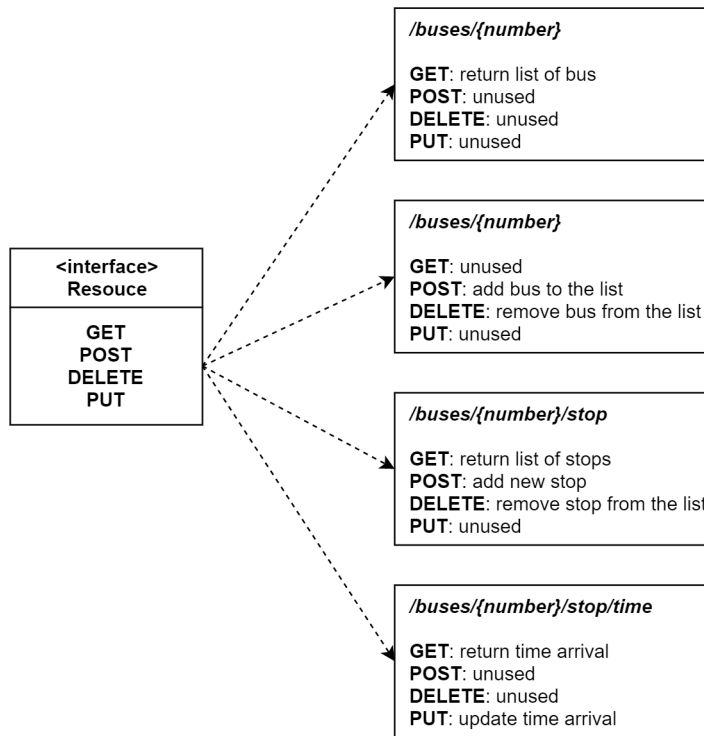 <interface>
Resouce
GET
POST
DELETE
PUT
/buses/{number}
GET: return list of bus
POST: unused
DELETE: unused
PUT: unused
/buses/{number}
GET: unused
POST: add bus to the list
DELETE: remove bus from the list
PUT: unused
/buses/{number}/stop
GET: return list of stops
POST: add new stop
DELETE: remove stop from the list
PUT: unused
/buses/{number}/stop/time
GET: return time arrival
POST: unused
DELETE: unused
PUT: update time arrival